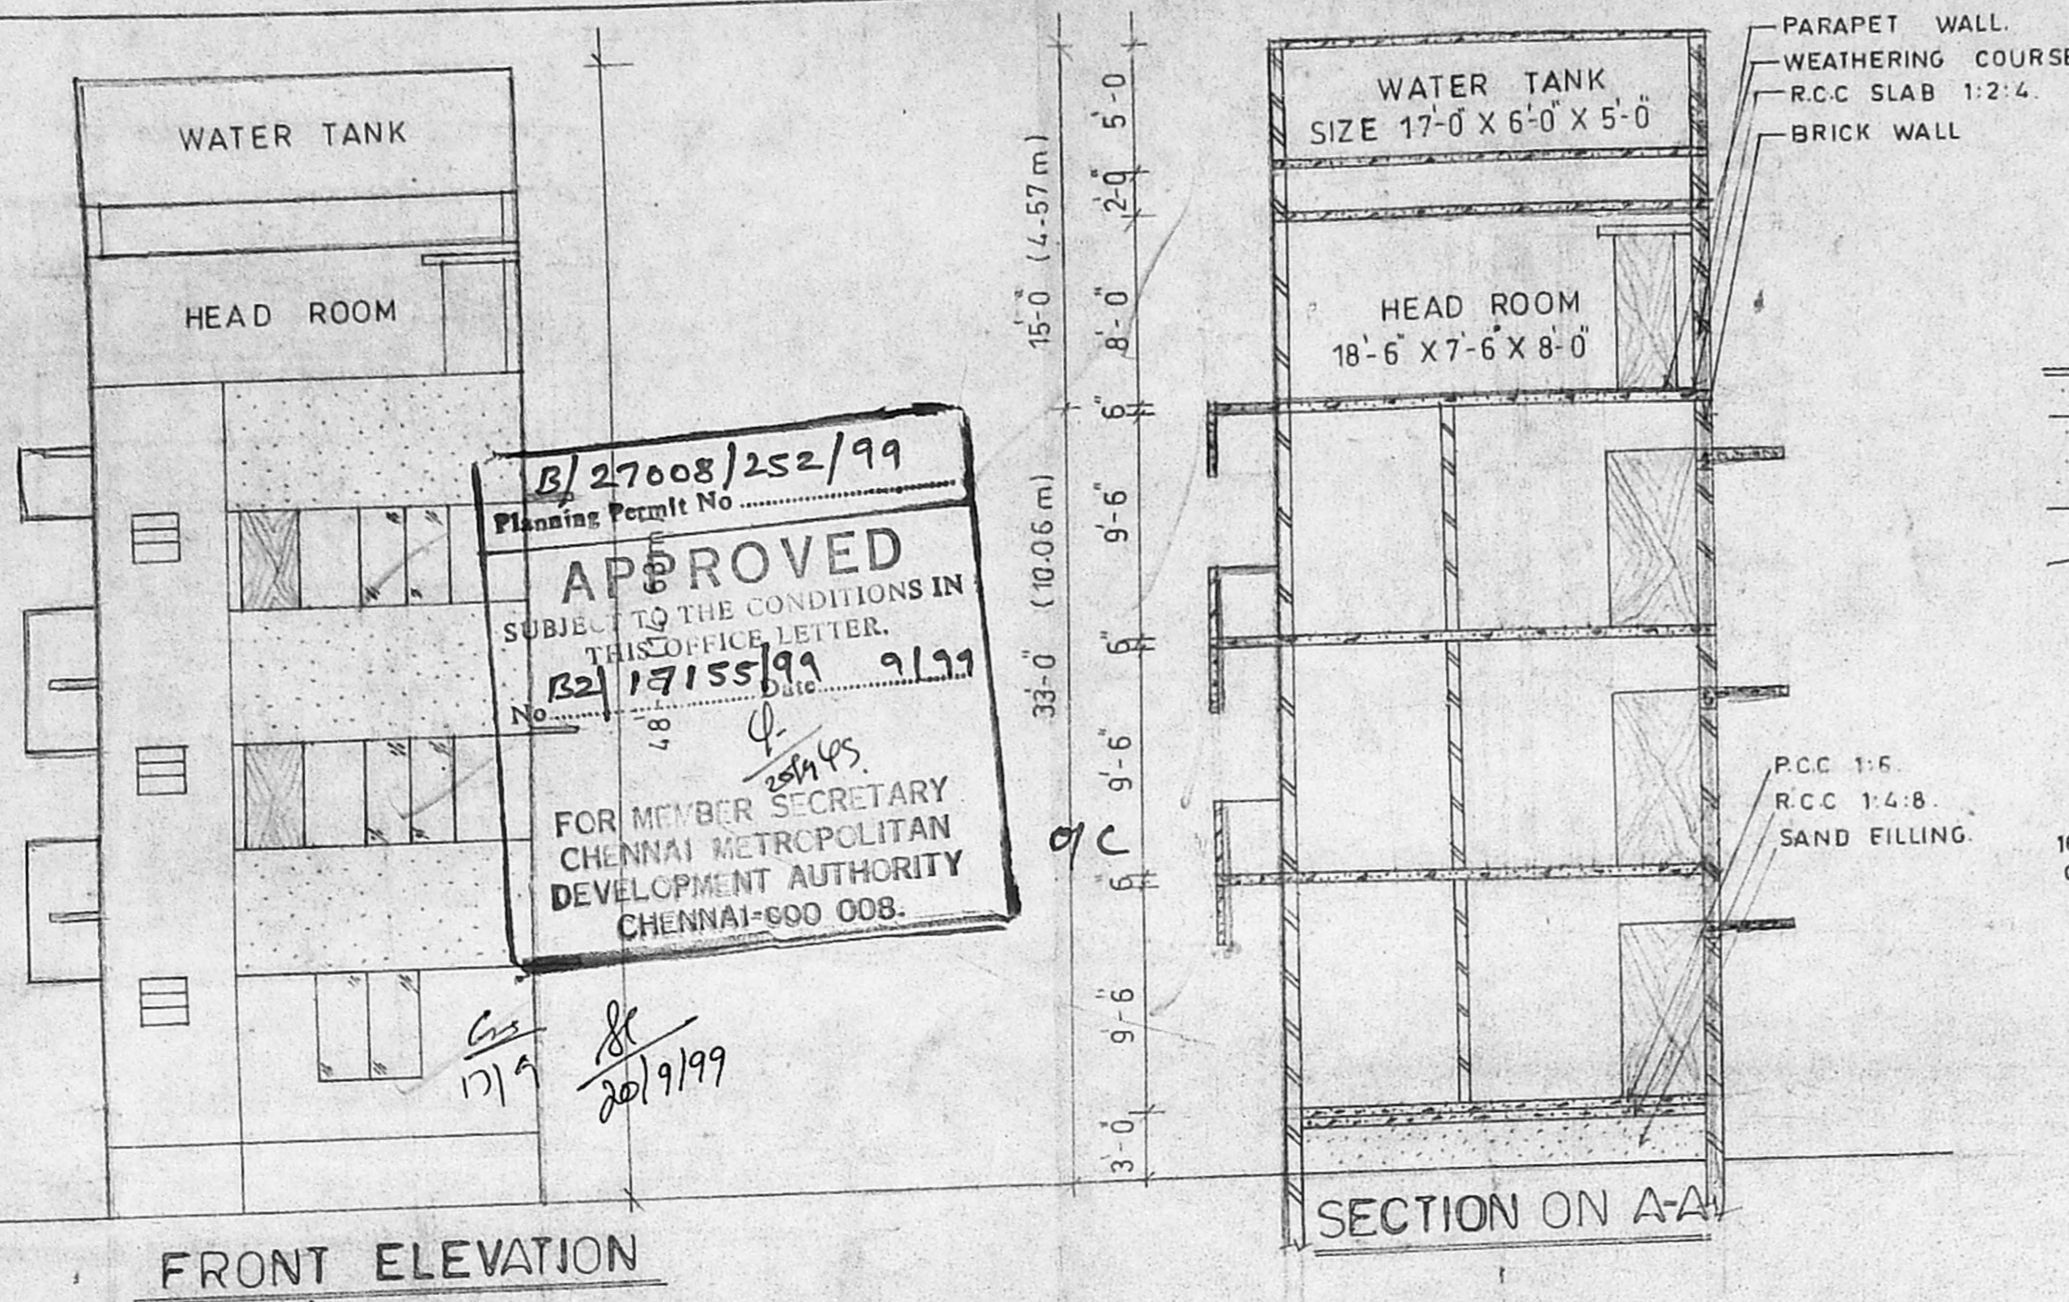 WATER TANK
HEAD ROOM
B/27008/252/99
Planning Permit No
APPROVED
SUBJECT TO THE CONDITIONS IN
THIS OFFICE LETTER.
No B2/17155/99 Date 9/99
FOR MEMBER SECRETARY
CHENNAI METROPOLITAN
DEVELOPMENT AUTHORITY
CHENNAI-600 008.
17/9
20/9/99
FRONT ELEVATION
15'-0" (4-57m)
33'-0" (10.06m)
5'-0"
2'-0"
8'-0"
6"
9'-6"
6"
9'-6"
6"
9'-6"
3'-0"
O/C
WATER TANK
SIZE 17'-0" X 6'-0" X 5'-0"
HEAD ROOM
18'-6" X 7'-6" X 8'-0"
PARAPET WALL.
WEATHERING COURSE
R.C.C SLAB 1:2:4.
BRICK WALL
P.C.C 1:6.
R.C.C 1:4:8.
SAND FILLING.
SECTION ON A-A